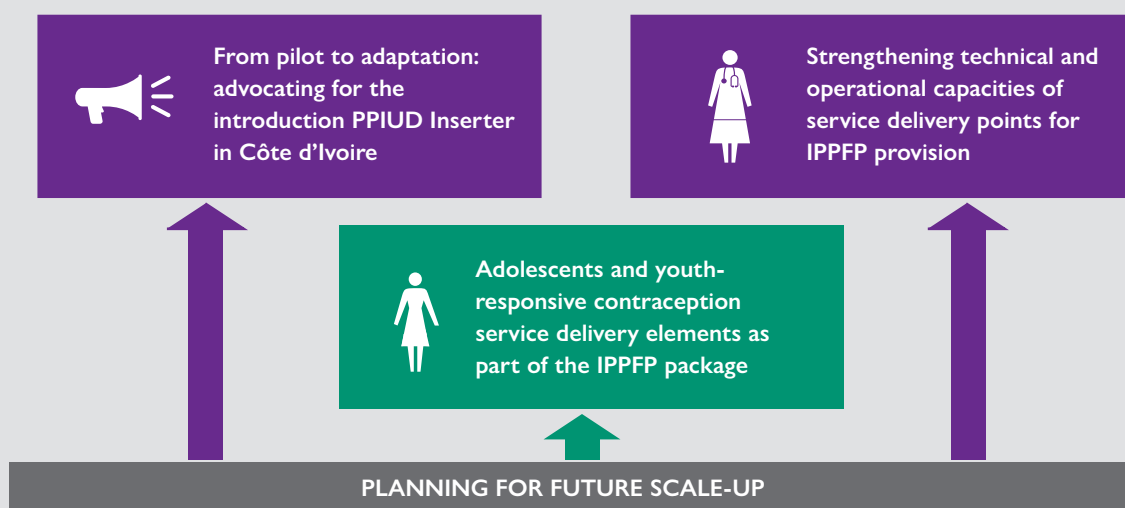 From pilot to adaptation:
advocating for the
introduction PPIUD Inserter
in Côte d'Ivoire
Strengthening technical and
operational capacities of
service delivery points for
IPPFP provision
Adolescents and youth-
responsive contraception
service delivery elements as
part of the IPPFP package
PLANNING FOR FUTURE SCALE-UP